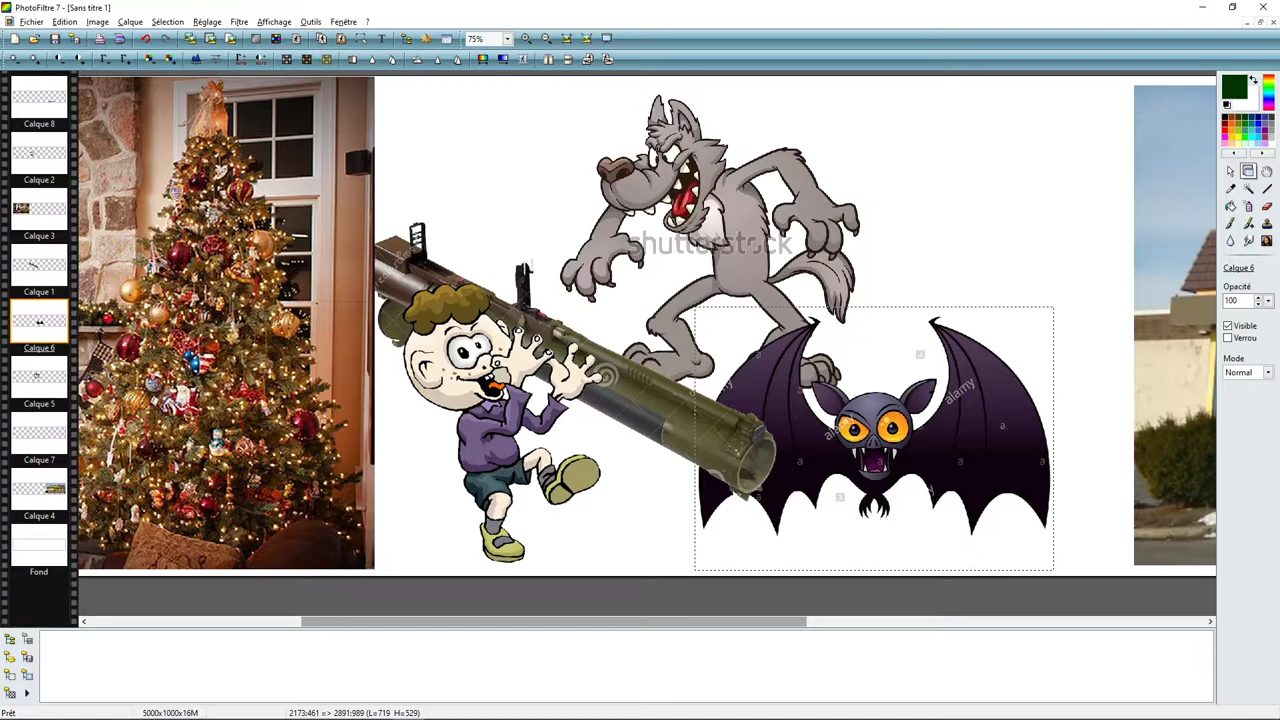 PhotoFiltre 7 - [Sans titre 1]
Fichier Edition Image Calque Sélection Réglage Filtre Affichage Outils Fenêtre ?
75%
Calque 8
Calque 2
Calque 3
Calque 1
Calque 6
Calque 5
Calque 7
Calque 4
Fond
shutterstock
alamy
alamy
alamy
a
a
a
a
a
a
a
Calque 6
Opacité
100
Visible
Verrou
Mode
Normal
Prêt
5000x1000x16M
2173:461 => 2891:989 (L=719 H=529)